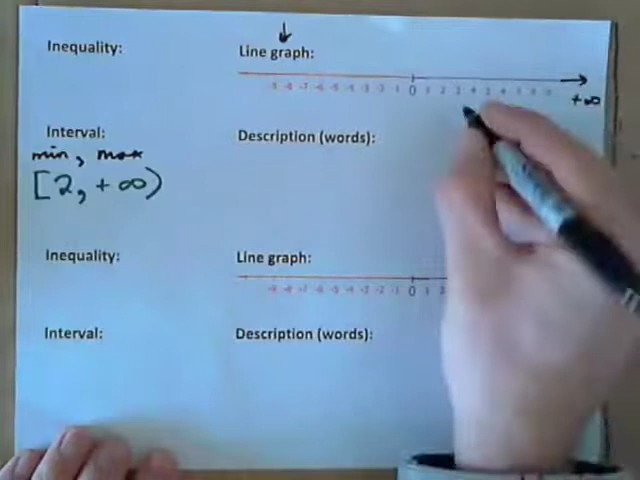 Inequality:
Line graph:
-9 -8 -7 -6 -5 -4 -3 -2 -1 0 1 2 3 4 5 6 7 8 9
+∞
Interval:
Description (words):
min, max
[2, +∞)
Inequality:
Line graph:
-9 -8 -7 -6 -5 -4 -3 -2 -1 0 1 2
Interval:
Description (words):